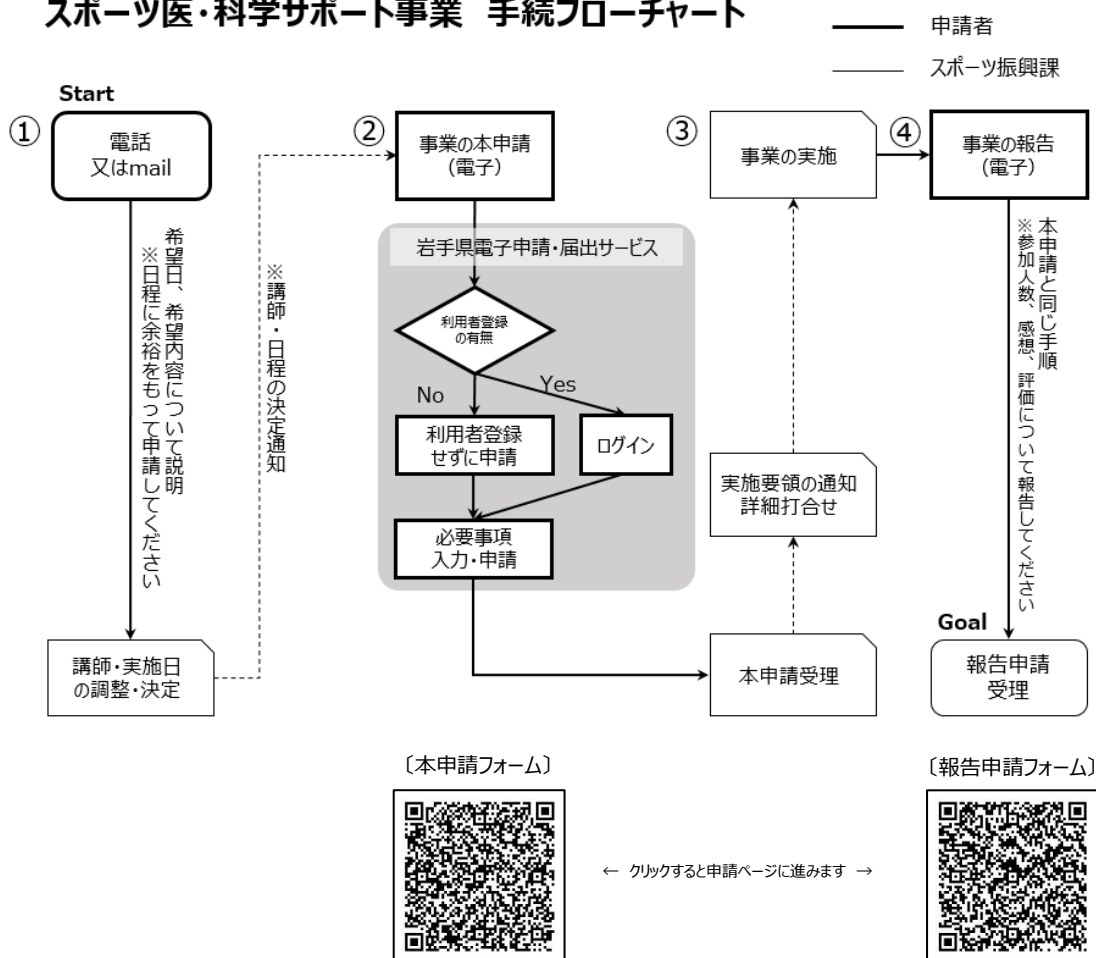 スポーツ医・科学サポート事業 手続フローチャート
申請者
スポーツ振興課
Start
①
電話
又はmail
希望日、希望内容について説明
※日程に余裕をもって申請してください
講師・実施日
の調整・決定
※講師・日程の決定通知
②
事業の本申請
(電子)
岩手県電子申請・届出サービス
利用者登録
の有無
No
Yes
利用者登録
せずに申請
ログイン
必要事項
入力・申請
③
事業の実施
実施要領の通知
詳細打合せ
本申請受理
④
事業の報告
(電子)
本申請と同じ手順
※参加人数、感想、評価について報告してください
Goal
報告申請
受理
〔本申請フォーム〕
← クリックすると申請ページに進みます →
〔報告申請フォーム〕